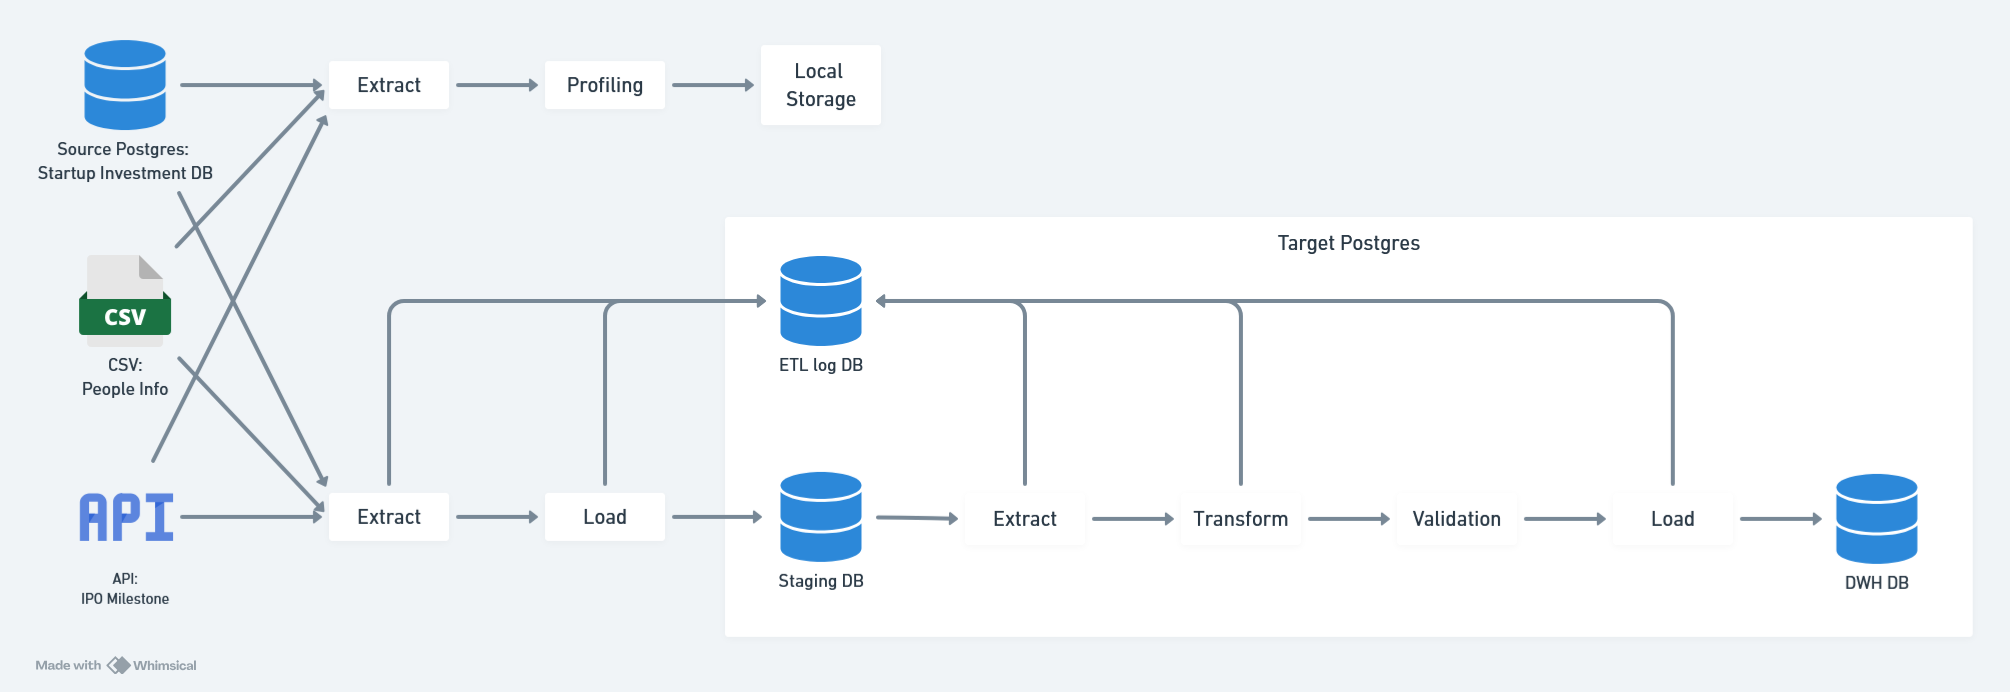 Extract
Profiling
Local
Storage
Source Postgres:
Startup Investment DB
Target Postgres
CSV
CSV:
People Info
ETL log DB
API
API:
IPO Milestone
Extract
Load
Staging DB
Extract
Transform
Validation
Load
DWH DB
Made with Whimsical